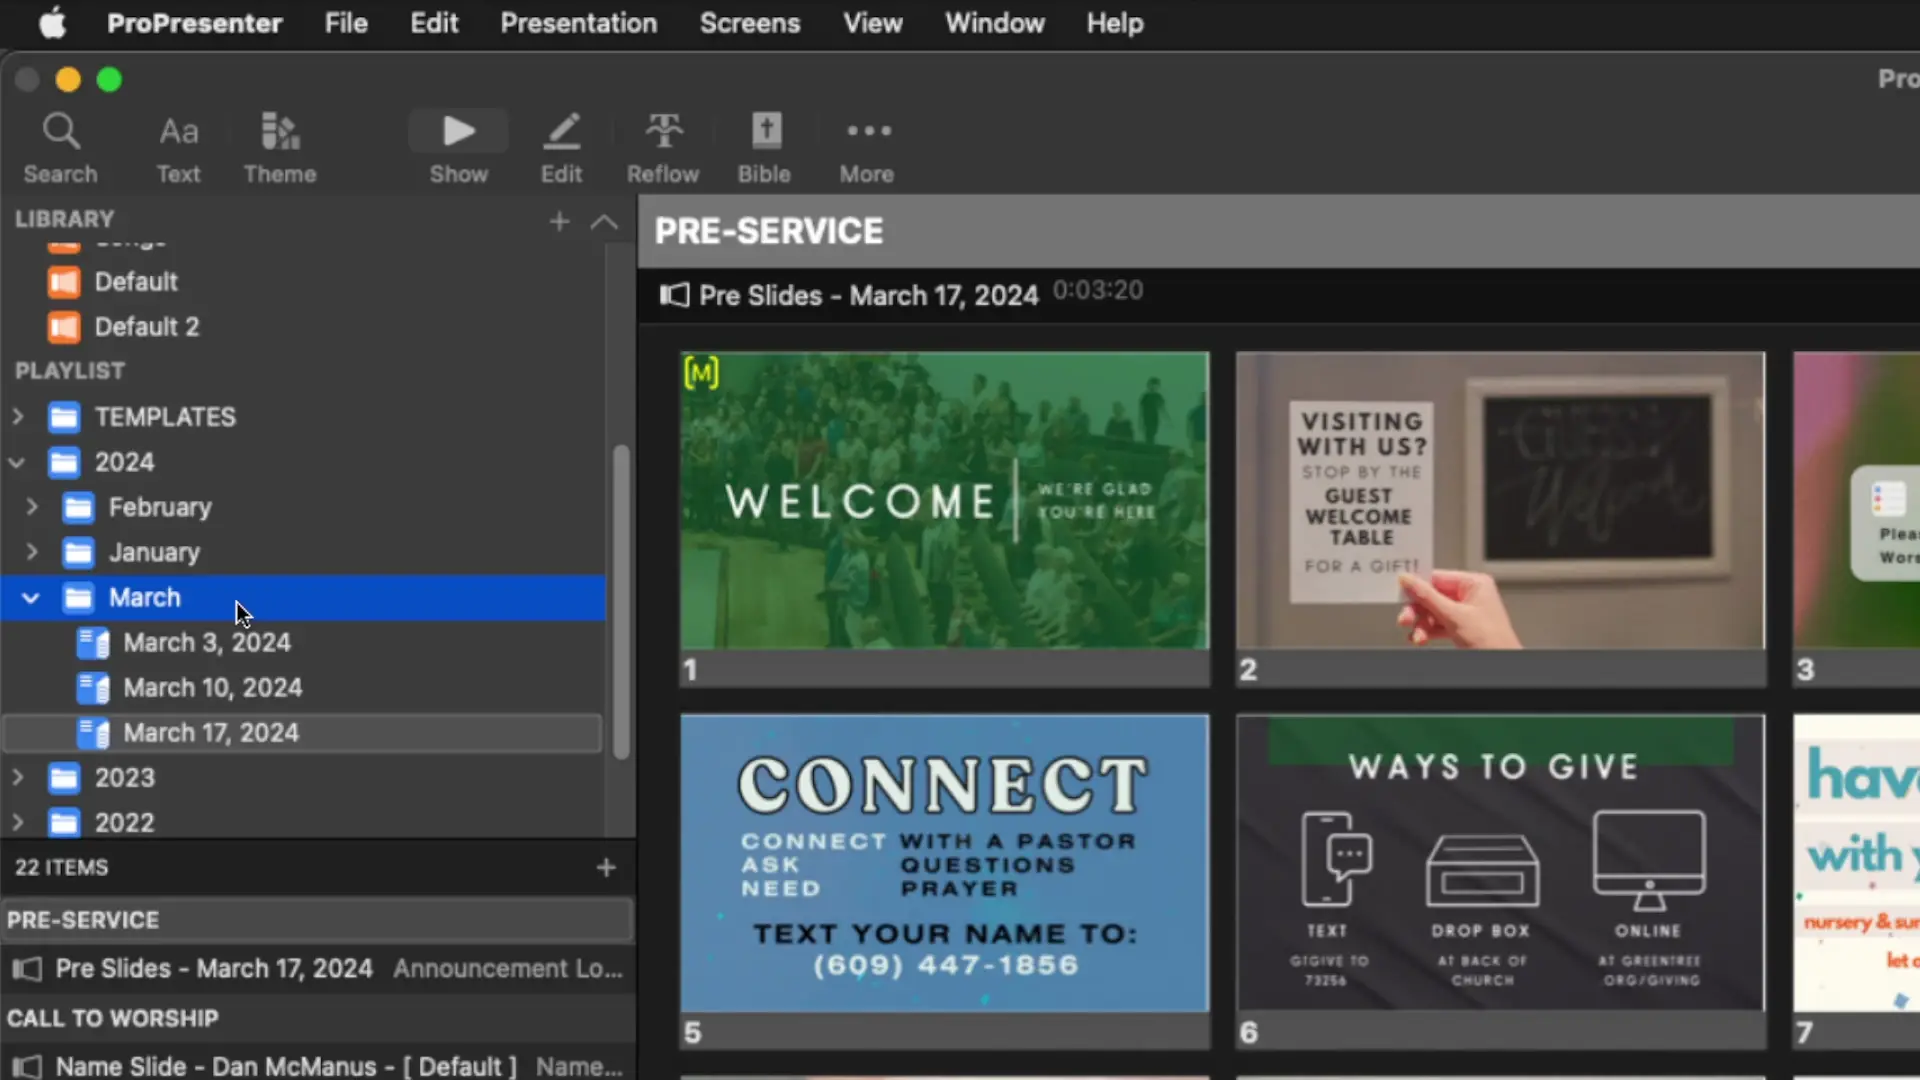 ProPresenter File Edit Presentation Screens View Window Help
Pro
Aa
Search Text Theme Show Edit Reflow Bible More
LIBRARY
Default
Default 2
PLAYLIST
TEMPLATES
2024
February
January
March
March 3, 2024
March 10, 2024
March 17, 2024
2023
2022
22 ITEMS
PRE-SERVICE
Pre Slides - March 17, 2024 Announcement Lo...
CALL TO WORSHIP
Name Slide - Dan McManus - [ Default ] Name...
PRE-SERVICE
Pre Slides - March 17, 2024 0:03:20
[M]
WELCOME
WE'RE GLAD
YOU'RE HERE
1
VISITING
WITH US?
STOP BY THE
GUEST
WELCOME
TABLE
FOR A GIFT!
2
Plea
Wors
3
CONNECT
CONNECT WITH A PASTOR
ASK QUESTIONS
NEED PRAYER
TEXT YOUR NAME TO:
(609) 447-1856
5
WAYS TO GIVE
TEXT
GTGIVE TO
73256
DROP BOX
AT BACK OF
CHURCH
ONLINE
AT GREENTREE
ORG/GIVING
6
have
with y
nursery & sun
let o
7